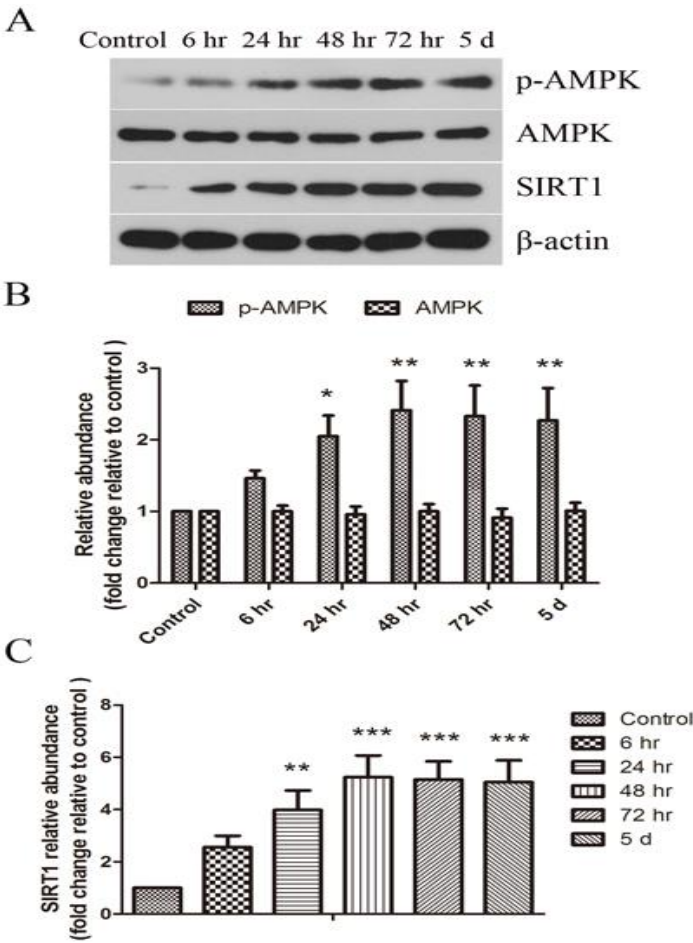 A
Control 6 hr 24 hr 48 hr 72 hr 5 d
p-AMPK
AMPK
SIRT1
β-actin
B
p-AMPK AMPK
Relative abundance
(fold change relative to control )
3
2
1
0
* ** ** **
Control 6 hr 24 hr 48 hr 72 hr 5 d
C
SIRT1 relative abundance
(fold change relative to control )
8
6
4
2
0
** *** *** ***
Control
6 hr
24 hr
48 hr
72 hr
5 d